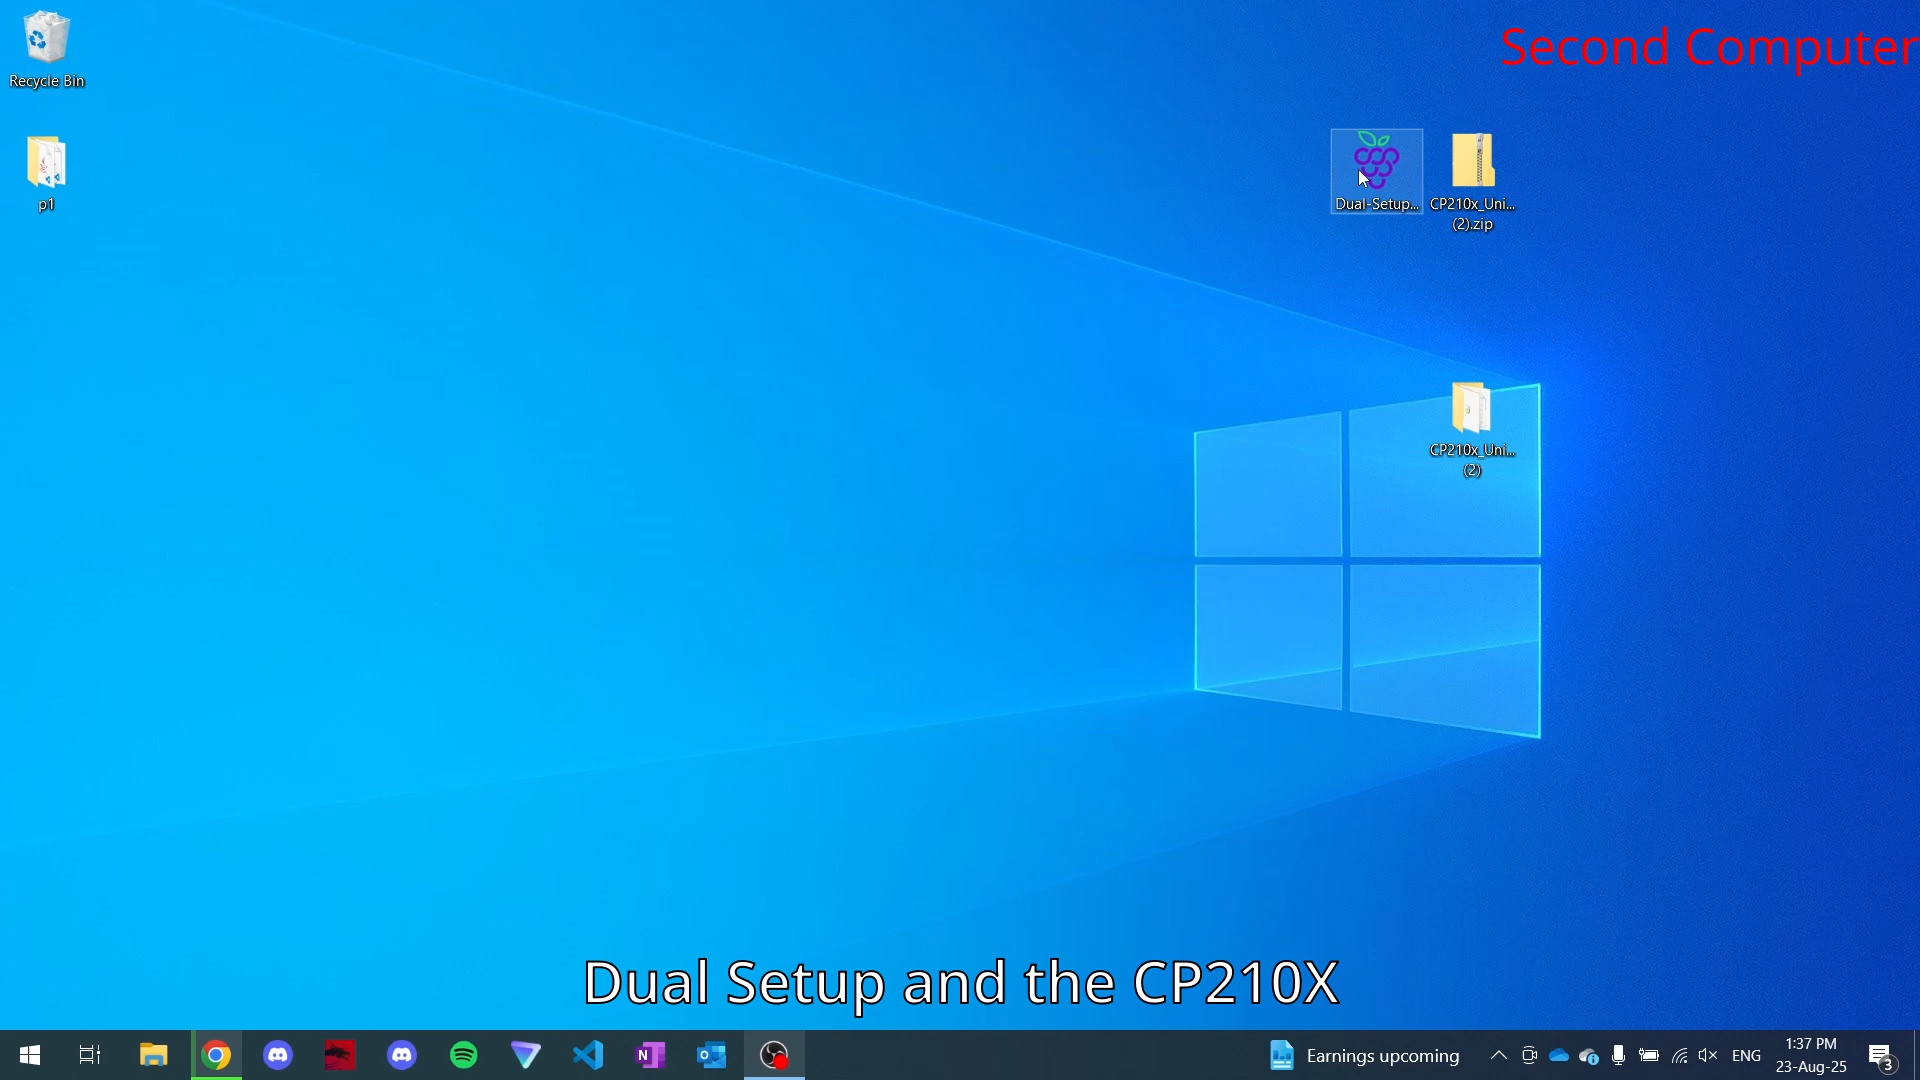 Recycle Bin
Second Computer
p1
Dual-Setup...
CP210x_Uni...
(2).zip
CP210x_Uni...
(2)
Dual Setup and the CP210X
Earnings upcoming
ENG
1:37 PM
23-Aug-25
3